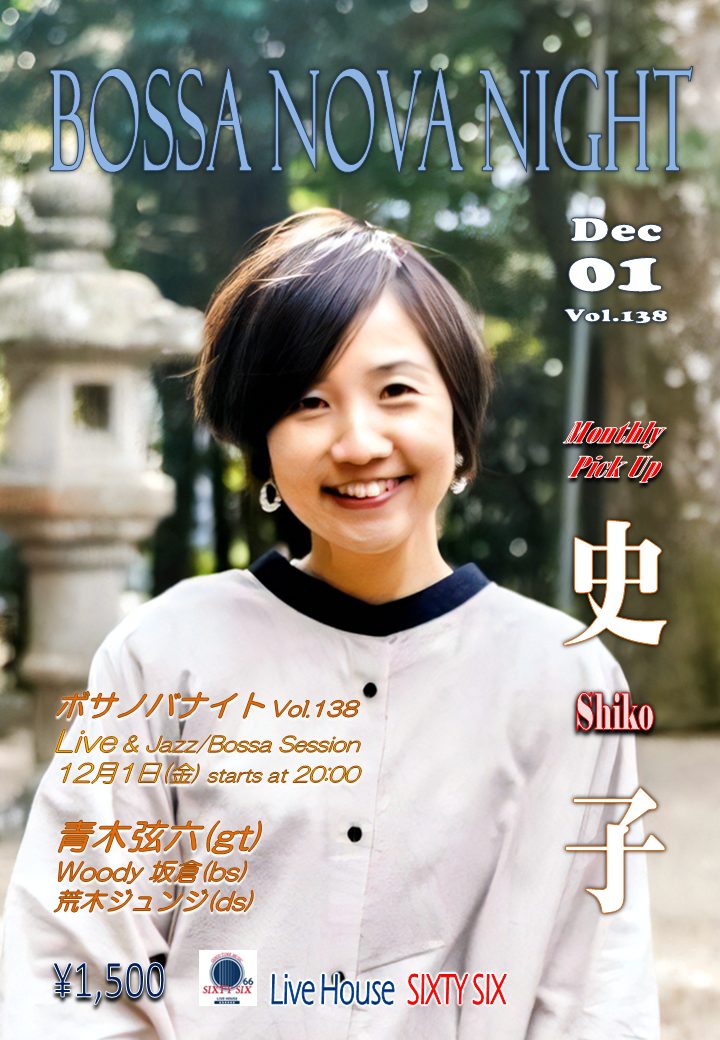 BOSSA NOVA NIGHT
Dec
01
Vol.138
Monthly
Pick Up
史
Shiko
子
ボサノバナイト Vol.138
Live & Jazz/Bossa Session
12月1日(金) starts at 20:00
青木弦六(gt)
Woody 坂倉(bs)
荒木ジュンジ(ds)
¥1,500
66
SIXTY SIX
LIVE HOUSE
Live House SIXTY SIX